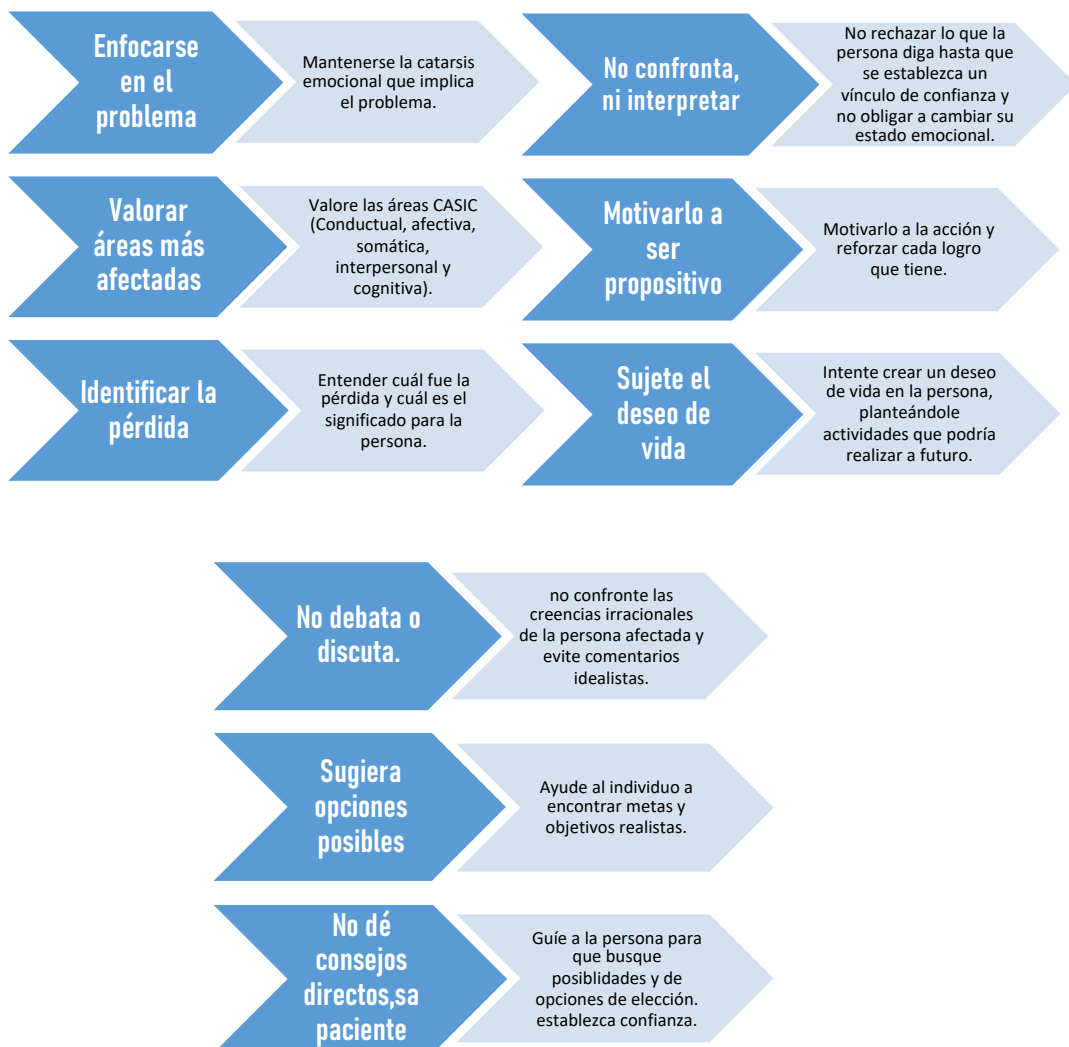 Enfocarse
en el
problema
Mantenerse la catarsis
emocional que implica
el problema.
No confronta,
ni interpretar
No rechazar lo que la
persona diga hasta que
se establezca un
vínculo de confianza y
no obligar a cambiar su
estado emocional.
Valorar
áreas más
afectadas
Valore las áreas CASIC
(Conductual, afectiva,
somática,
interpersonal y
cognitiva).
Motivarlo a
ser
propositivo
Motivarlo a la acción y
reforzar cada logro
que tiene.
Identificar la
pérdida
Entender cuál fue la
pérdida y cuál es el
significado para la
persona.
Sujete el
deseo de
vida
Intente crear un deseo
de vida en la persona,
planteándole
actividades que podría
realizar a futuro.
No debata o
discuta.
no confronte las
creencias irracionales
de la persona afectada y
evite comentarios
idealistas.
Sugiera
opciones
posibles
Ayude al individuo a
encontrar metas y
objetivos realistas.
No dé
consejos
directos,sa
paciente
Guíe a la persona para
que busque
posiblidades y de
opciones de elección.
establezca confianza.